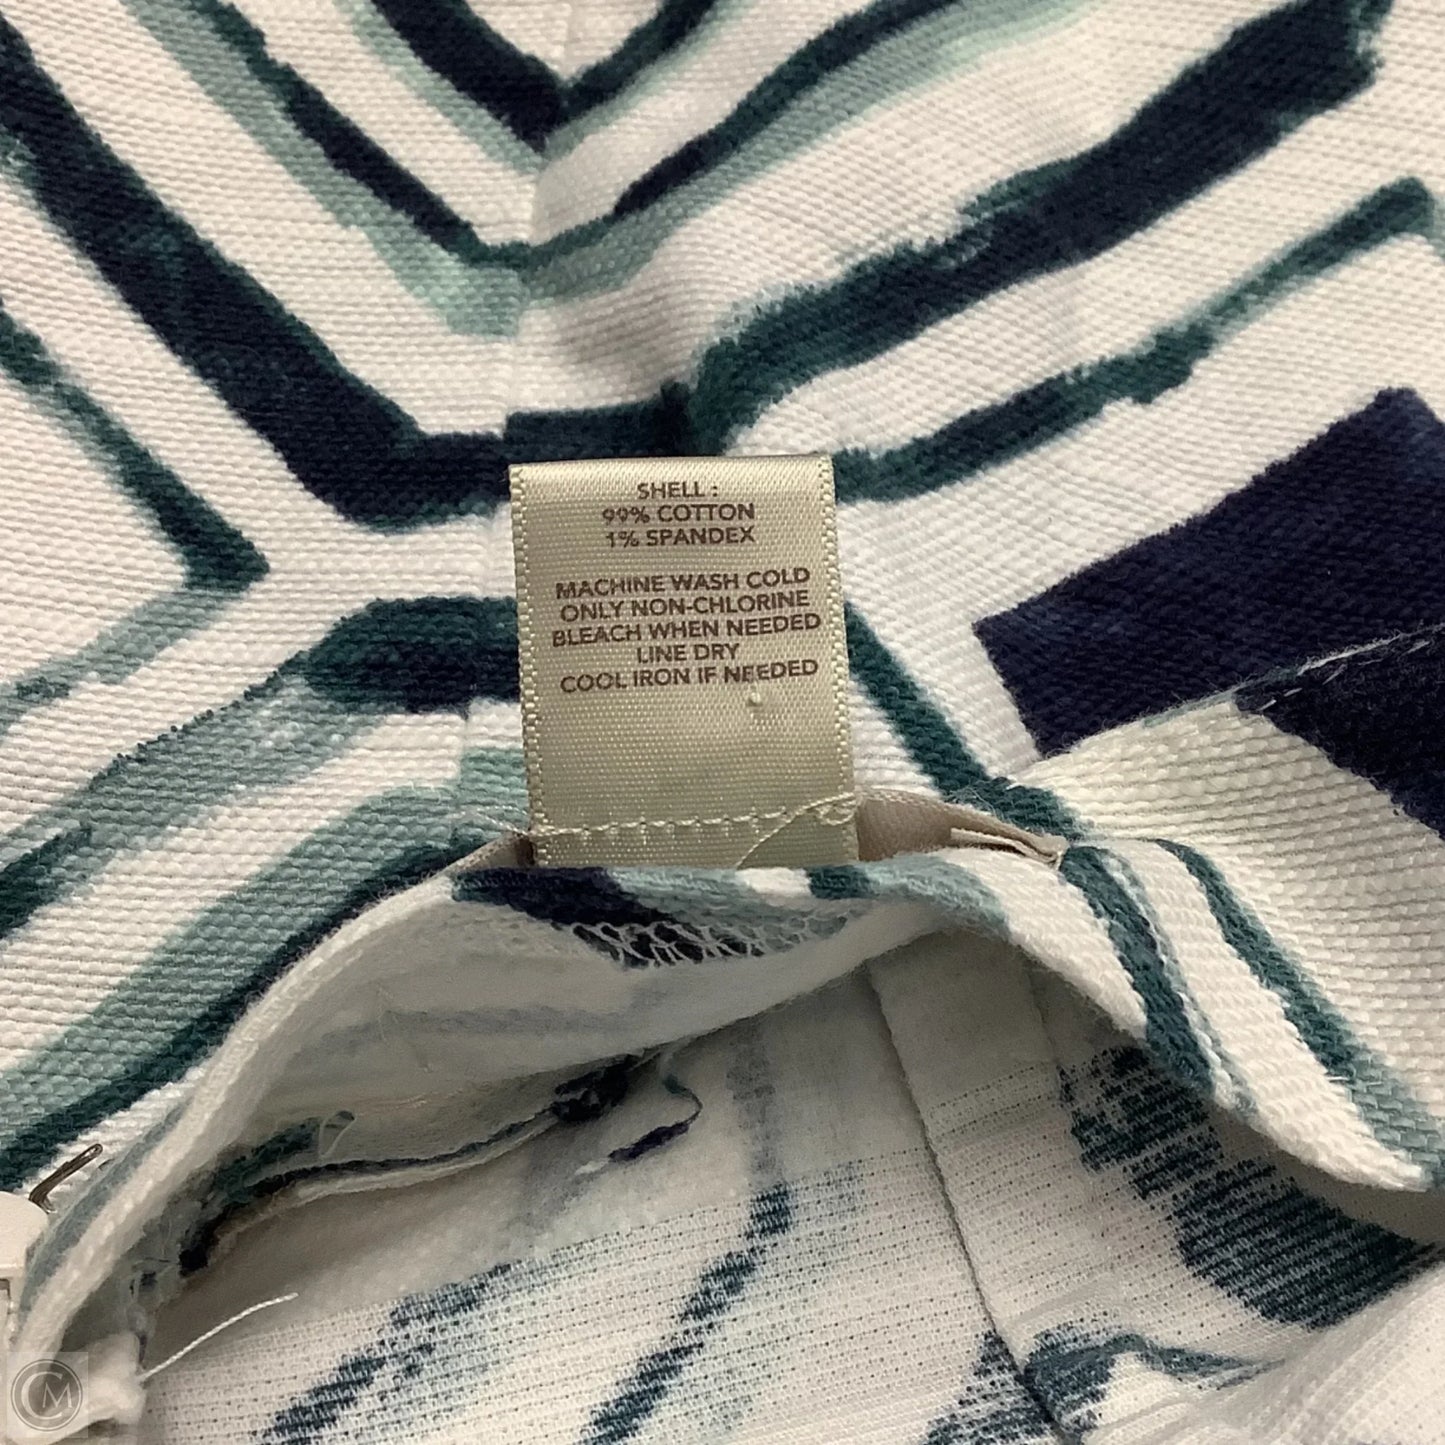 SHELL :
99% COTTON
1% SPANDEX
MACHINE WASH COLD
ONLY NON-CHLORINE
BLEACH WHEN NEEDED
LINE DRY
COOL IRON IF NEEDED
CM